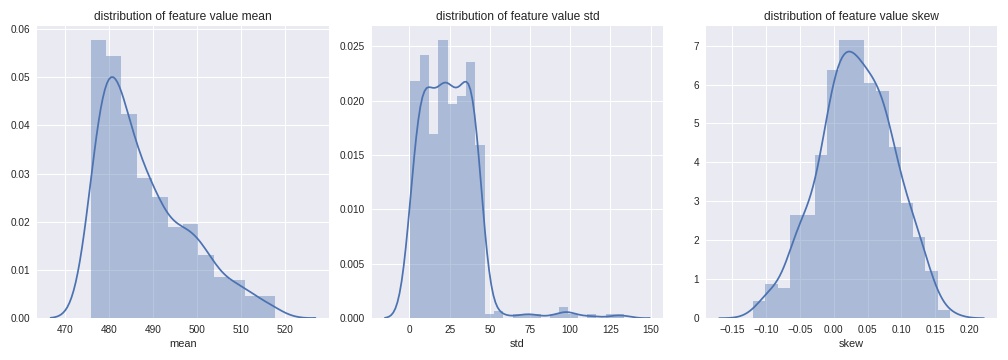 distribution of feature value mean
0.06
0.05
0.04
0.03
0.02
0.01
0.00
470 480 490 500 510 520
mean
distribution of feature value std
0.025
0.020
0.015
0.010
0.005
0.000
0 25 50 75 100 125 150
std
distribution of feature value skew
7
6
5
4
3
2
1
0
−0.15 −0.10 −0.05 0.00 0.05 0.10 0.15 0.20
skew